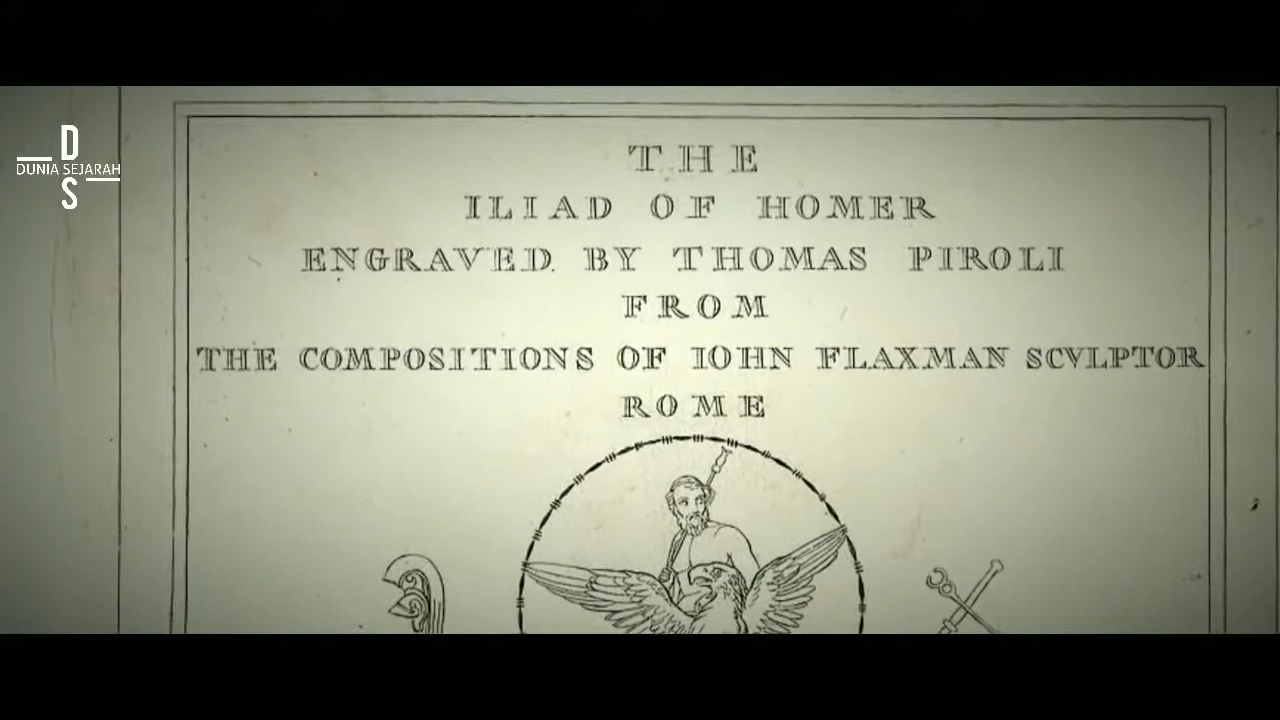 D
DUNIA SEJARAH
S
THE
ILIAD OF HOMER
ENGRAVED BY THOMAS PIROLI
FROM
THE COMPOSITIONS OF IOHN FLAXMAN SCVLPTOR
ROME